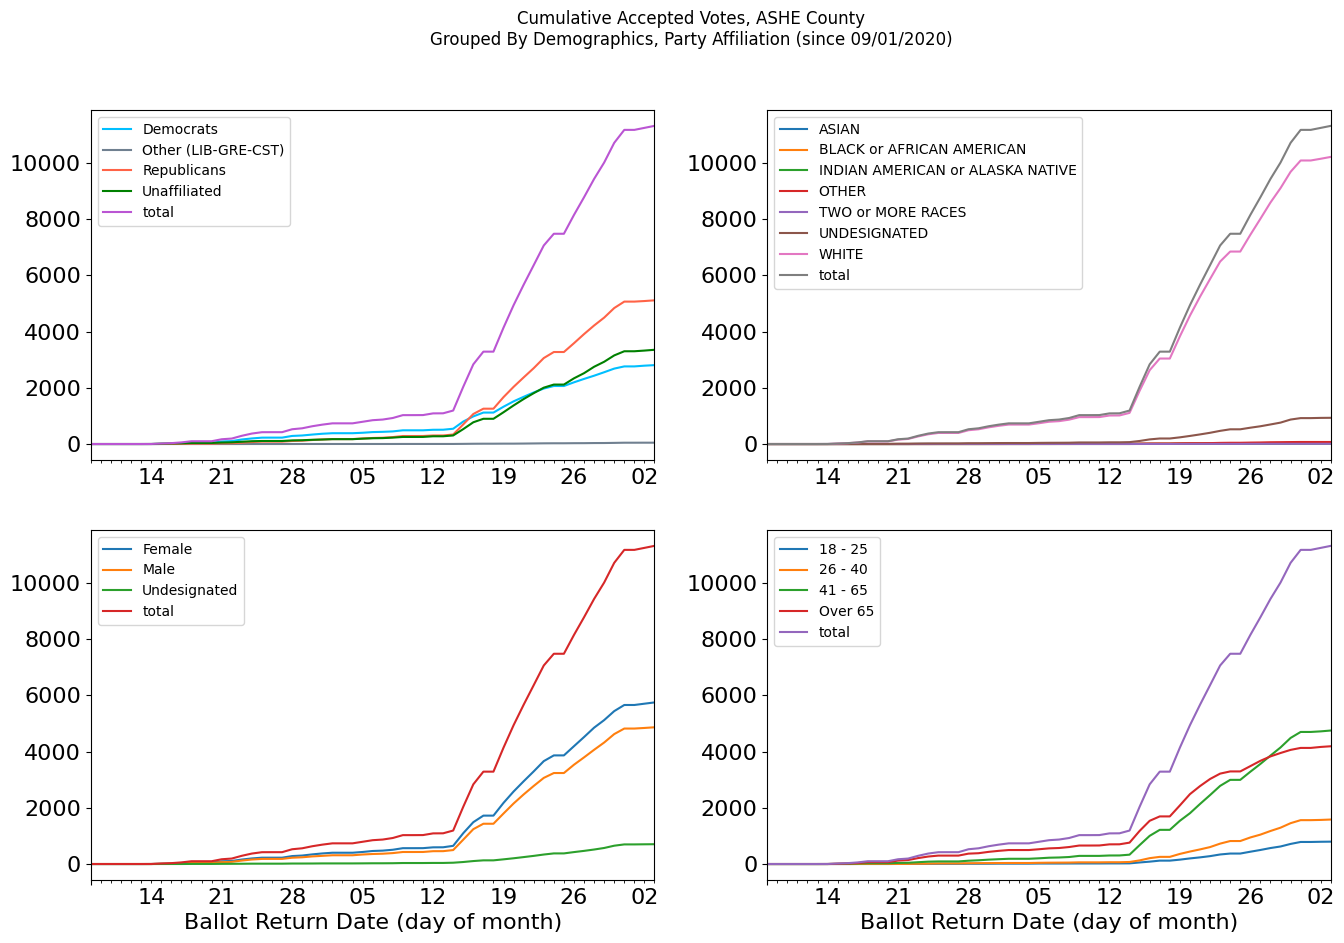 Cumulative Accepted Votes, ASHE County
Grouped By Demographics, Party Affiliation (since 09/01/2020)
Democrats
Other (LIB-GRE-CST)
Republicans
Unaffiliated
total
10000
8000
6000
4000
2000
0
14 21 28 05 12 19 26 02
ASIAN
BLACK or AFRICAN AMERICAN
INDIAN AMERICAN or ALASKA NATIVE
OTHER
TWO or MORE RACES
UNDESIGNATED
WHITE
total
10000
8000
6000
4000
2000
0
14 21 28 05 12 19 26 02
Female
Male
Undesignated
total
10000
8000
6000
4000
2000
0
14 21 28 05 12 19 26 02
Ballot Return Date (day of month)
18 - 25
26 - 40
41 - 65
Over 65
total
10000
8000
6000
4000
2000
0
14 21 28 05 12 19 26 02
Ballot Return Date (day of month)